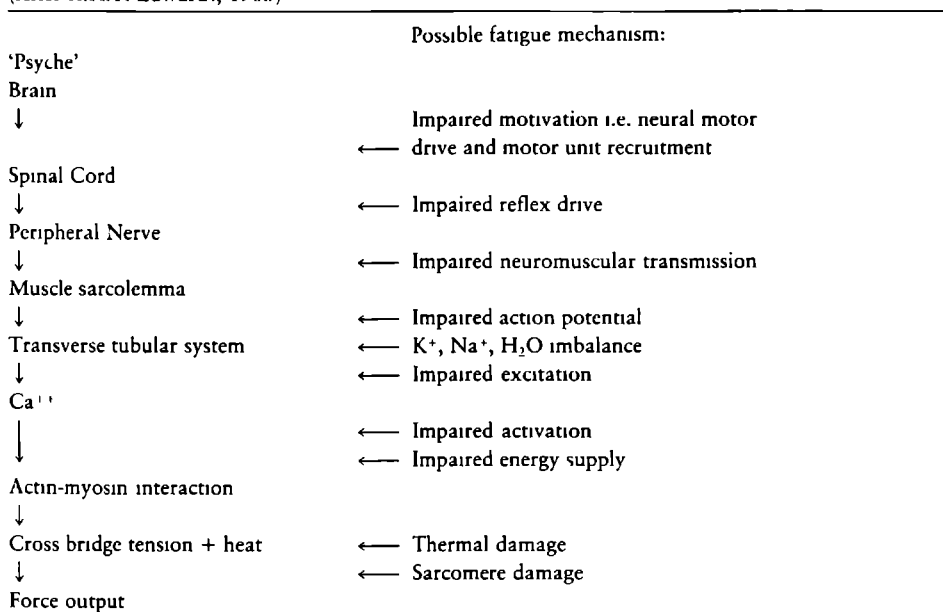 Possible fatigue mechanism:
‘Psyche’
Brain
↓ Impaired motivation i.e. neural motor
← drive and motor unit recruitment
Spinal Cord
↓ ← Impaired reflex drive
Peripheral Nerve
↓ ← Impaired neuromuscular transmission
Muscle sarcolemma
↓ ← Impaired action potential
Transverse tubular system ← K⁺, Na⁺, H₂O imbalance
↓ ← Impaired excitation
Ca⁺⁺
↓ ← Impaired activation
← Impaired energy supply
Actin-myosin interaction
↓
Cross bridge tension + heat ← Thermal damage
↓ ← Sarcomere damage
Force output